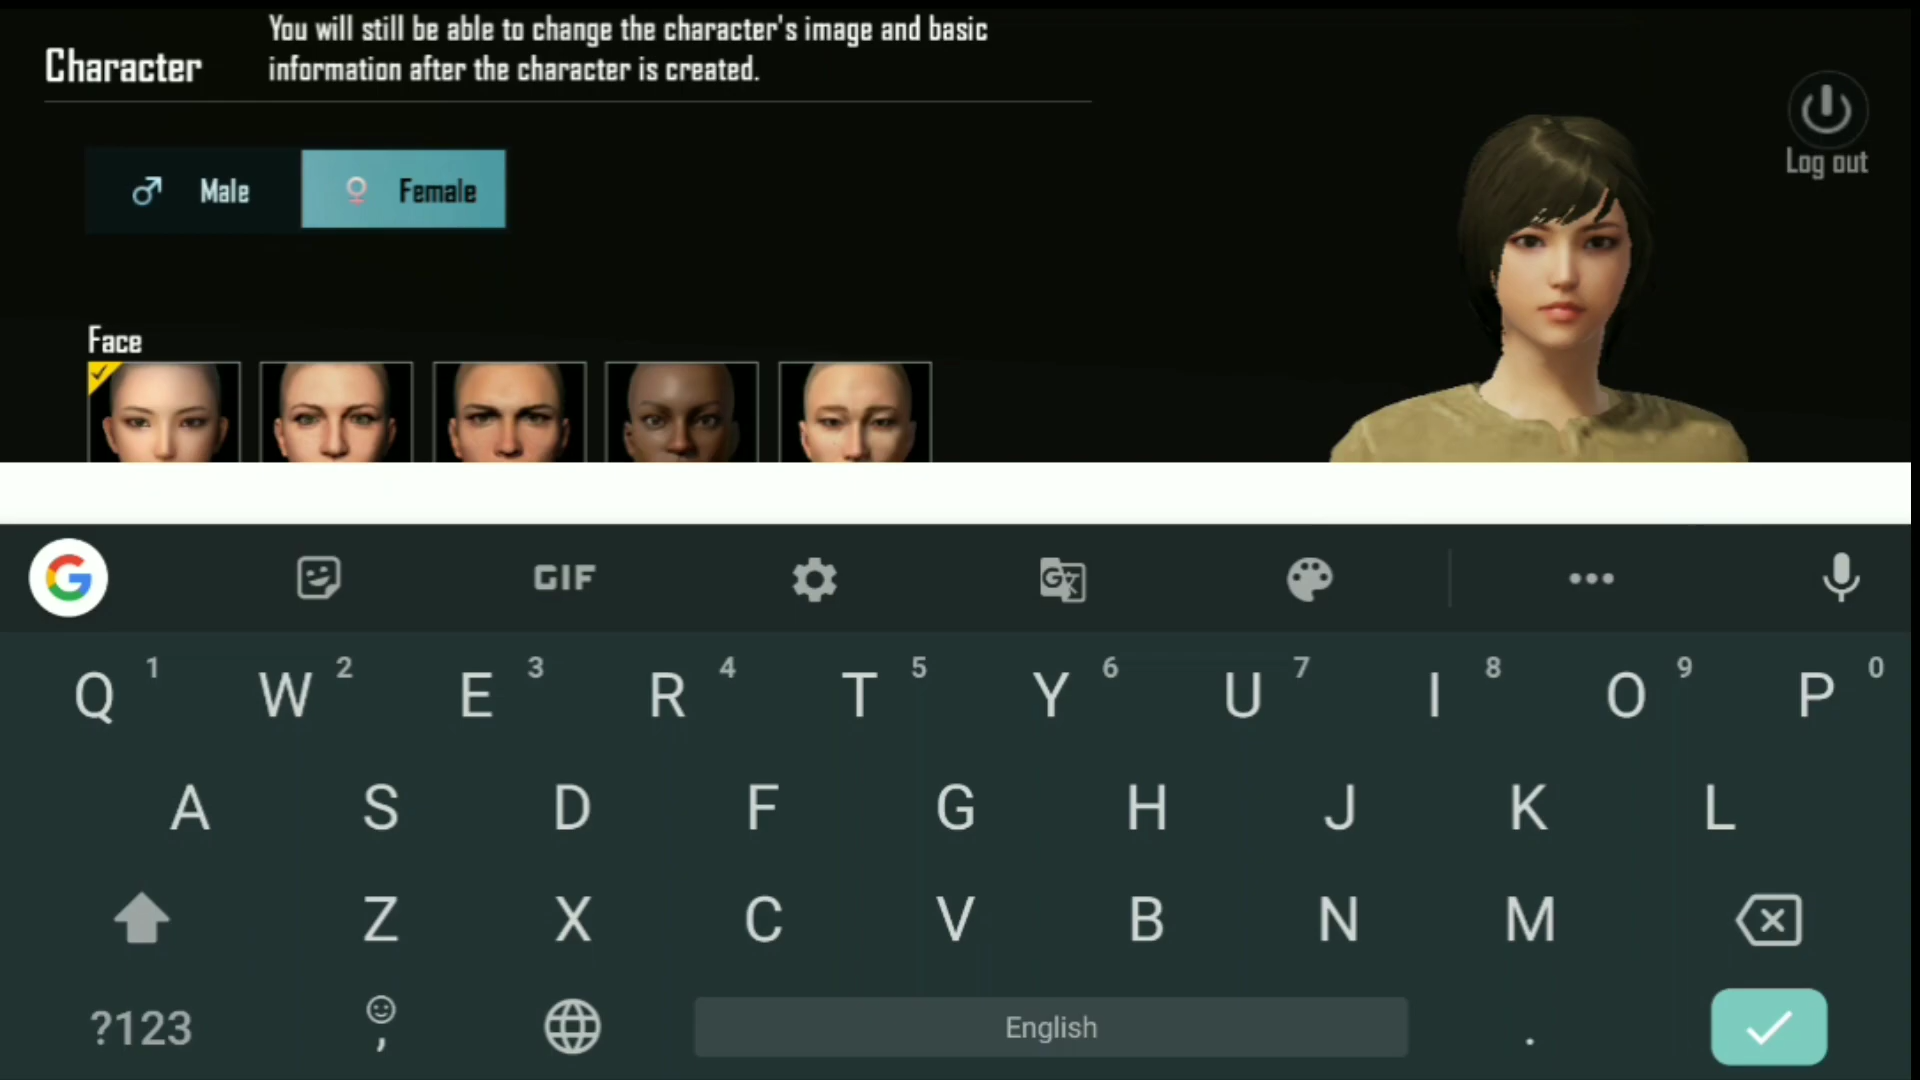 You will still be able to change the character's image and basic
information after the character is created.
Character
Log out
Male
Female
Face
G
GIF
G
1 2 3 4 5 6 7 8 9 0
Q W E R T Y U I O P
A S D F G H J K L
Z X C V B N M
?123 , English .